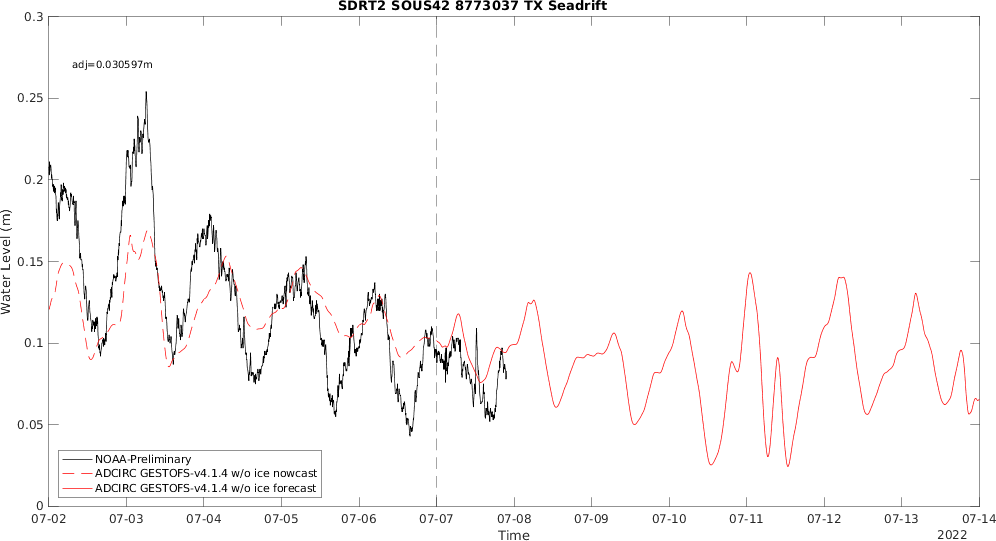 SDRT2 SOUS42 8773037 TX Seadrift
0.3
adj=0.030597m
0.25
0.2
0.15
0.1
0.05
0
Water Level (m)
NOAA-Preliminary
ADCIRC GESTOFS-v4.1.4 w/o ice nowcast
ADCIRC GESTOFS-v4.1.4 w/o ice forecast
07-02 07-03 07-04 07-05 07-06 07-07 07-08 07-09 07-10 07-11 07-12 07-13 07-14
Time
2022